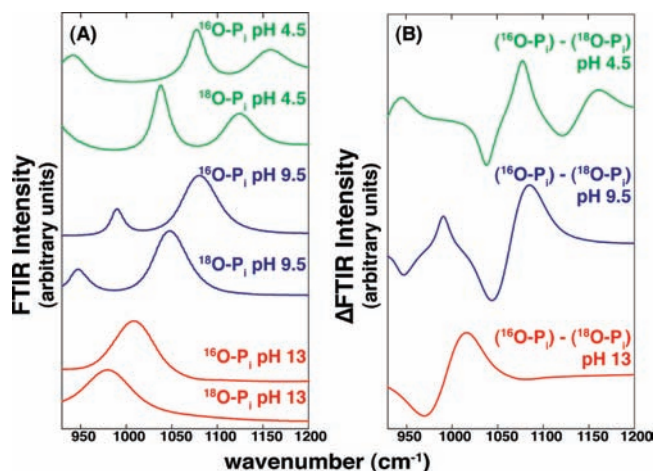 (A)
¹⁶O-Pᵢ pH 4.5
¹⁸O-Pᵢ pH 4.5
¹⁶O-Pᵢ pH 9.5
¹⁸O-Pᵢ pH 9.5
¹⁶O-Pᵢ pH 13
¹⁸O-Pᵢ pH 13
FTIR Intensity
(arbitrary units)
950 1000 1050 1100 1150 1200
(B)
(¹⁶O-Pᵢ) - (¹⁸O-Pᵢ)
pH 4.5
(¹⁶O-Pᵢ) - (¹⁸O-Pᵢ)
pH 9.5
(¹⁶O-Pᵢ) - (¹⁸O-Pᵢ)
pH 13
ΔFTIR Intensity
(arbitrary units)
950 1000 1050 1100 1150 1200
wavenumber (cm⁻¹)